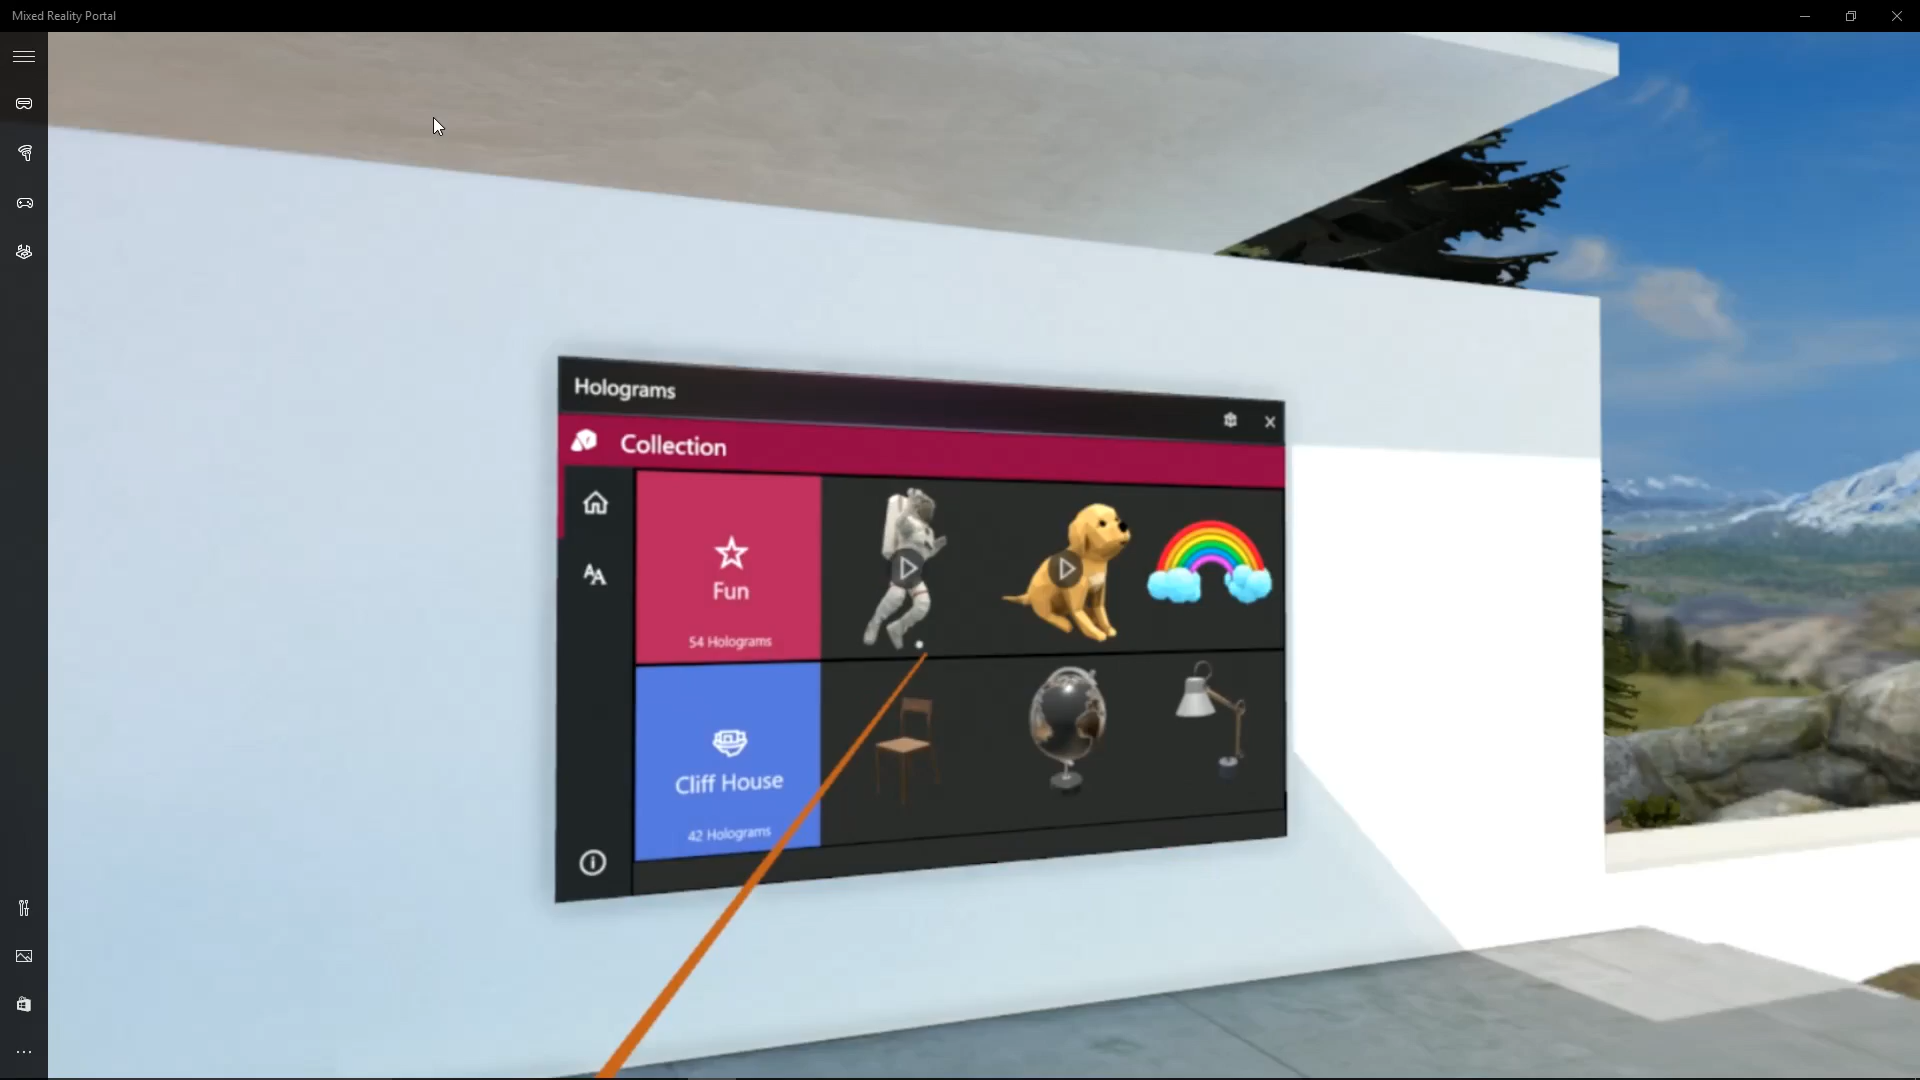 Mixed Reality Portal
Holograms
Collection
Fun
54 Holograms
Cliff House
42 Holograms